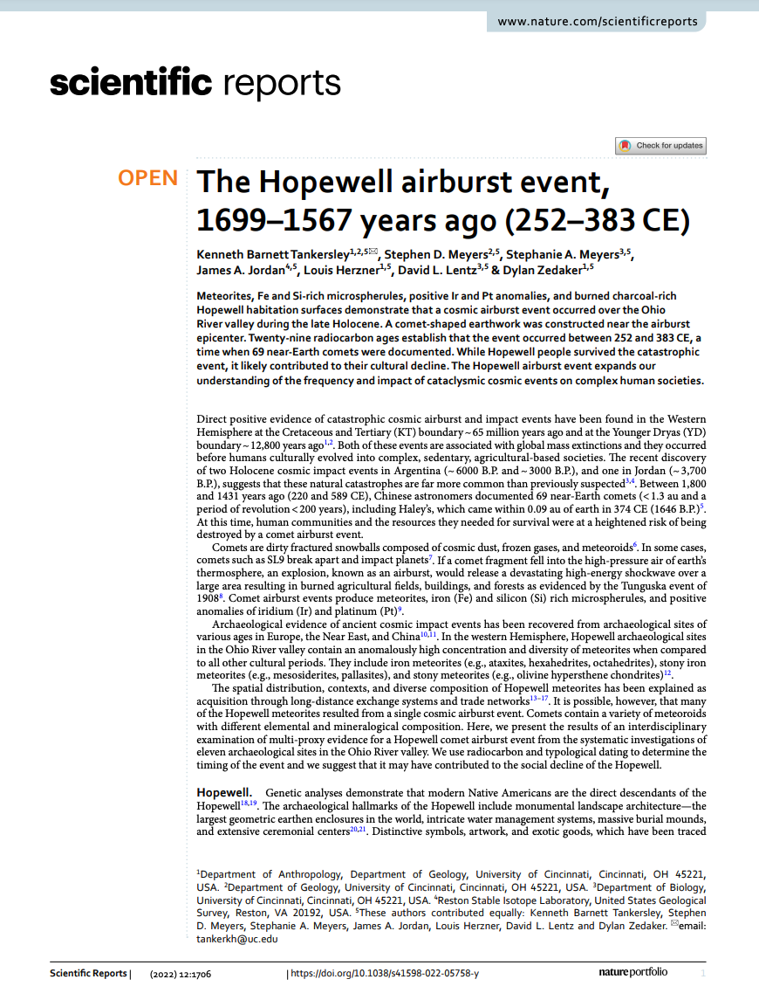 www.nature.com/scientificreports
scientific reports
Check for updates
OPEN
The Hopewell airburst event,
1699–1567 years ago (252–383 CE)
Kenneth Barnett Tankersley1,2,5✉, Stephen D. Meyers2,5, Stephanie A. Meyers3,5,
James A. Jordan4,5, Louis Herzner1,5, David L. Lentz3,5 & Dylan Zedaker1,5
Meteorites, Fe and Si-rich microspherules, positive Ir and Pt anomalies, and burned charcoal-rich
Hopewell habitation surfaces demonstrate that a cosmic airburst event occurred over the Ohio
River valley during the late Holocene. A comet-shaped earthwork was constructed near the airburst
epicenter. Twenty-nine radiocarbon ages establish that the event occurred between 252 and 383 CE, a
time when 69 near-Earth comets were documented. While Hopewell people survived the catastrophic
event, it likely contributed to their cultural decline. The Hopewell airburst event expands our
understanding of the frequency and impact of cataclysmic cosmic events on complex human societies.
Direct positive evidence of catastrophic cosmic airburst and impact events have been found in the Western
Hemisphere at the Cretaceous and Tertiary (KT) boundary ~ 65 million years ago and at the Younger Dryas (YD)
boundary ~ 12,800 years ago1,2. Both of these events are associated with global mass extinctions and they occurred
before humans culturally evolved into complex, sedentary, agricultural-based societies. The recent discovery
of two Holocene cosmic impact events in Argentina (~ 6000 B.P. and ~ 3000 B.P.), and one in Jordan (~ 3,700
B.P.), suggests that these natural catastrophes are far more common than previously suspected3,4. Between 1,800
and 1431 years ago (220 and 589 CE), Chinese astronomers documented 69 near-Earth comets (< 1.3 au and a
period of revolution < 200 years), including Haley's, which came within 0.09 au of earth in 374 CE (1646 B.P.)5.
At this time, human communities and the resources they needed for survival were at a heightened risk of being
destroyed by a comet airburst event.
Comets are dirty fractured snowballs composed of cosmic dust, frozen gases, and meteoroids6. In some cases,
comets such as SL9 break apart and impact planets7. If a comet fragment fell into the high-pressure air of earth's
thermosphere, an explosion, known as an airburst, would release a devastating high-energy shockwave over a
large area resulting in burned agricultural fields, buildings, and forests as evidenced by the Tunguska event of
19088. Comet airburst events produce meteorites, iron (Fe) and silicon (Si) rich microspherules, and positive
anomalies of iridium (Ir) and platinum (Pt)9.
Archaeological evidence of ancient cosmic impact events has been recovered from archaeological sites of
various ages in Europe, the Near East, and China10,11. In the western Hemisphere, Hopewell archaeological sites
in the Ohio River valley contain an anomalously high concentration and diversity of meteorites when compared
to all other cultural periods. They include iron meteorites (e.g., ataxites, hexahedrites, octahedrites), stony iron
meteorites (e.g., mesosiderites, pallasites), and stony meteorites (e.g., olivine hypersthene chondrites)12.
The spatial distribution, contexts, and diverse composition of Hopewell meteorites has been explained as
acquisition through long-distance exchange systems and trade networks13–17. It is possible, however, that many
of the Hopewell meteorites resulted from a single cosmic airburst event. Comets contain a variety of meteoroids
with different elemental and mineralogical composition. Here, we present the results of an interdisciplinary
examination of multi-proxy evidence for a Hopewell comet airburst event from the systematic investigations of
eleven archaeological sites in the Ohio River valley. We use radiocarbon and typological dating to determine the
timing of the event and we suggest that it may have contributed to the social decline of the Hopewell.
Hopewell. Genetic analyses demonstrate that modern Native Americans are the direct descendants of the
Hopewell18,19. The archaeological hallmarks of the Hopewell include monumental landscape architecture—the
largest geometric earthen enclosures in the world, intricate water management systems, massive burial mounds,
and extensive ceremonial centers20,21. Distinctive symbols, artwork, and exotic goods, which have been traced
1Department of Anthropology, Department of Geology, University of Cincinnati, Cincinnati, OH 45221,
USA. 2Department of Geology, University of Cincinnati, Cincinnati, OH 45221, USA. 3Department of Biology,
University of Cincinnati, Cincinnati, OH 45221, USA. 4Reston Stable Isotope Laboratory, United States Geological
Survey, Reston, VA 20192, USA. 5These authors contributed equally: Kenneth Barnett Tankersley, Stephen
D. Meyers, Stephanie A. Meyers, James A. Jordan, Louis Herzner, David L. Lentz and Dylan Zedaker. ✉email:
tankerkh@uc.edu
Scientific Reports | (2022) 12:1706 | https://doi.org/10.1038/s41598-022-05758-y natureportfolio 1